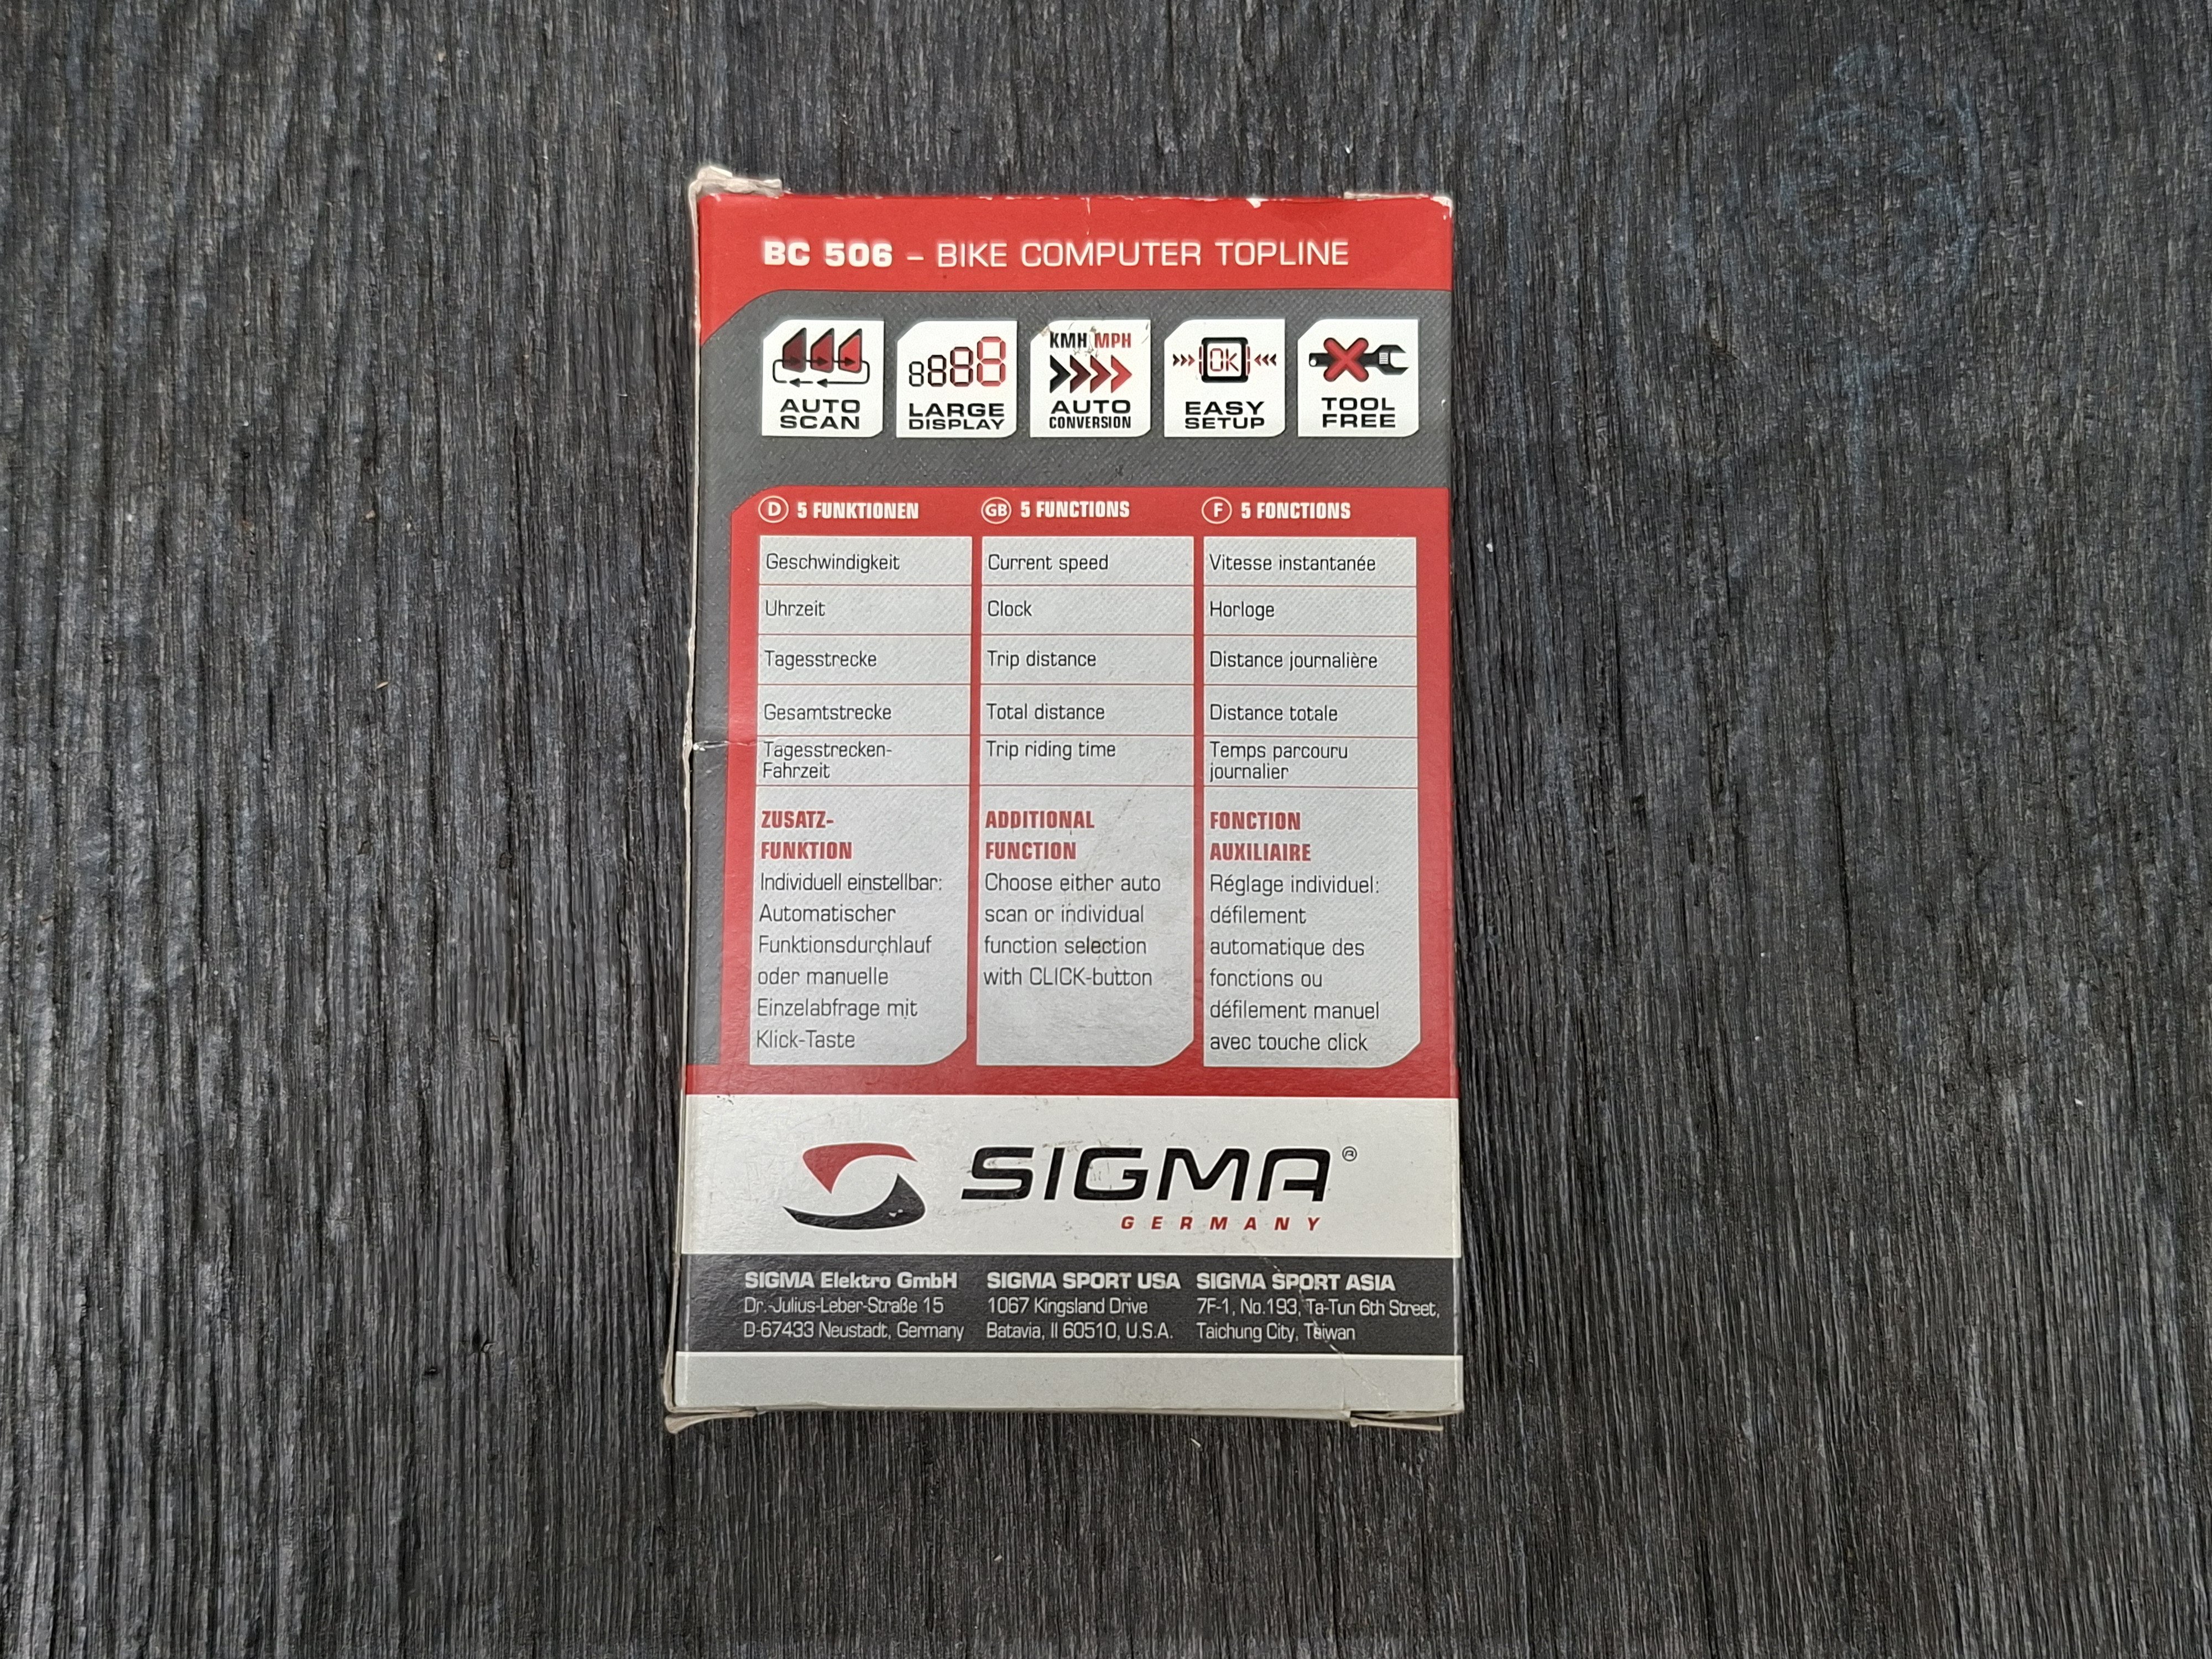 BC 506 – BIKE COMPUTER TOPLINE
AUTO
SCAN
8888
LARGE
DISPLAY
KMH MPH
AUTO
CONVERSION
OK
EASY
SETUP
TOOL
FREE
D 5 FUNKTIONEN
Geschwindigkeit
Uhrzeit
Tagesstrecke
Gesamtstrecke
Tagesstrecken-
Fahrzeit
ZUSATZ-
FUNKTION
Individuell einstellbar:
Automatischer
Funktionsdurchlauf
oder manuelle
Einzelabfrage mit
Klick-Taste
GB 5 FUNCTIONS
Current speed
Clock
Trip distance
Total distance
Trip riding time
ADDITIONAL
FUNCTION
Choose either auto
scan or individual
function selection
with CLICK-button
F 5 FONCTIONS
Vitesse instantanée
Horloge
Distance journalière
Distance totale
Temps parcouru
journalier
FONCTION
AUXILIAIRE
Réglage individuel:
défilement
automatique des
fonctions ou
défilement manuel
avec touche click
SIGMA®
GERMANY
SIGMA Elektro GmbH
Dr.-Julius-Leber-Straße 15
D-67433 Neustadt, Germany
SIGMA SPORT USA
1067 Kingsland Drive
Batavia, Il 60510, U.S.A.
SIGMA SPORT ASIA
7F-1, No.193, Ta-Tun 6th Street,
Taichung City, Taiwan